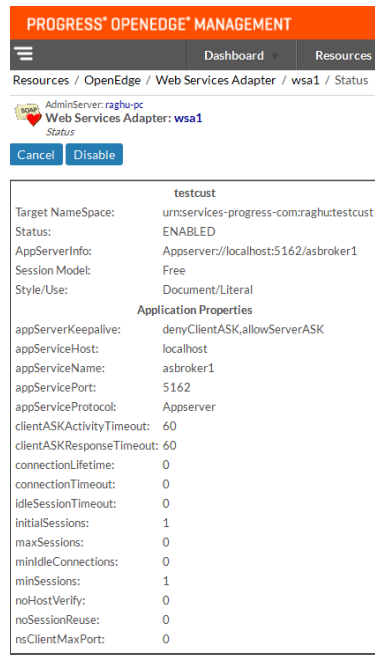 PROGRESS® OPENEDGE® MANAGEMENT
Dashboard Resources
Resources / OpenEdge / Web Services Adapter / wsa1 / Status
SOAP
AdminServer: raghu-pc
Web Services Adapter: wsa1
Status
Cancel Disable
testcust
Target NameSpace: urn:services-progress-com:raghu:testcust
Status: ENABLED
AppServerInfo: Appserver://localhost:5162/asbroker1
Session Model: Free
Style/Use: Document/Literal
Application Properties
appServerKeepalive: denyClientASK,allowServerASK
appServiceHost: localhost
appServiceName: asbroker1
appServicePort: 5162
appServiceProtocol: Appserver
clientASKActivityTimeout: 60
clientASKResponseTimeout: 60
connectionLifetime: 0
connectionTimeout: 0
idleSessionTimeout: 0
initialSessions: 1
maxSessions: 0
minIdleConnections: 0
minSessions: 1
noHostVerify: 0
noSessionReuse: 0
nsClientMaxPort: 0